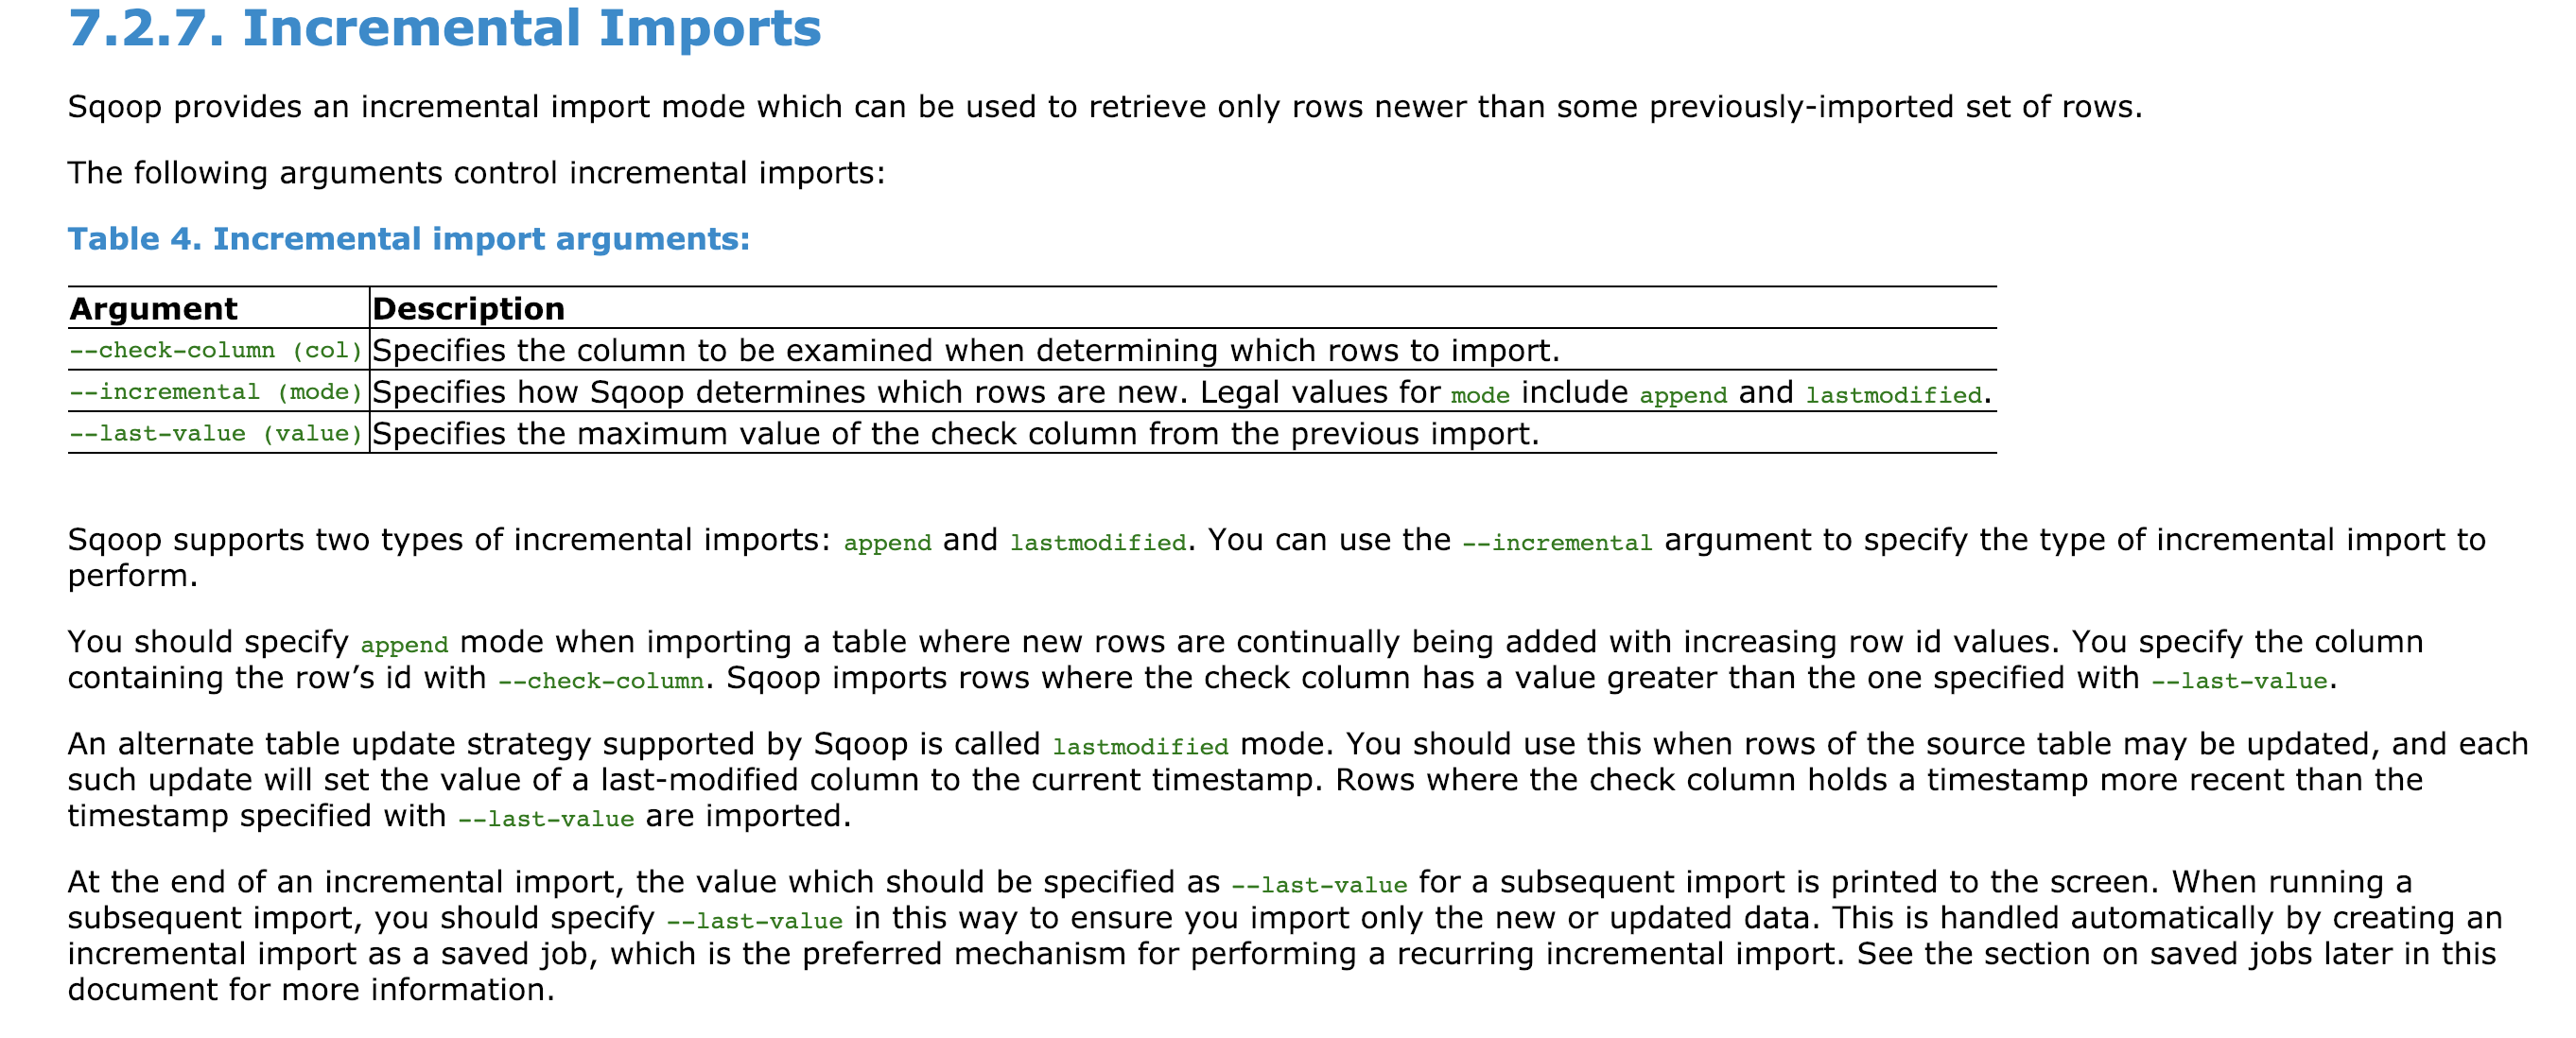 7.2.7. Incremental Imports
Sqoop provides an incremental import mode which can be used to retrieve only rows newer than some previously-imported set of rows.
The following arguments control incremental imports:
Table 4. Incremental import arguments:
Argument Description
--check-column (col) Specifies the column to be examined when determining which rows to import.
--incremental (mode) Specifies how Sqoop determines which rows are new. Legal values for mode include append and lastmodified.
--last-value (value) Specifies the maximum value of the check column from the previous import.
Sqoop supports two types of incremental imports: append and lastmodified. You can use the --incremental argument to specify the type of incremental import to
perform.
You should specify append mode when importing a table where new rows are continually being added with increasing row id values. You specify the column
containing the row’s id with --check-column. Sqoop imports rows where the check column has a value greater than the one specified with --last-value.
An alternate table update strategy supported by Sqoop is called lastmodified mode. You should use this when rows of the source table may be updated, and each
such update will set the value of a last-modified column to the current timestamp. Rows where the check column holds a timestamp more recent than the
timestamp specified with --last-value are imported.
At the end of an incremental import, the value which should be specified as --last-value for a subsequent import is printed to the screen. When running a
subsequent import, you should specify --last-value in this way to ensure you import only the new or updated data. This is handled automatically by creating an
incremental import as a saved job, which is the preferred mechanism for performing a recurring incremental import. See the section on saved jobs later in this
document for more information.